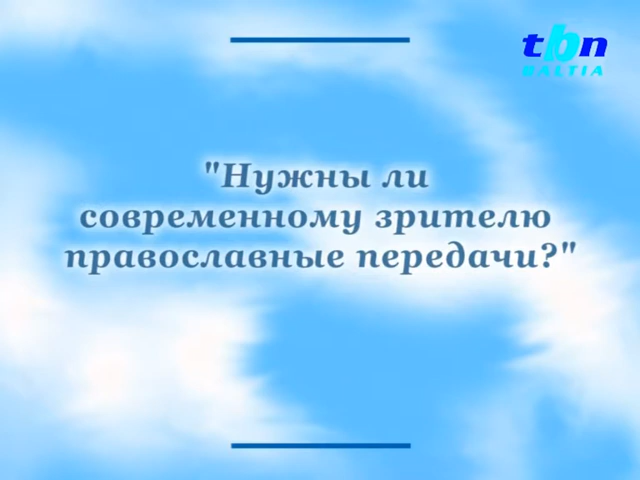 tbn
BALTIA
"Нужны ли
современному зрителю
православные передачи?"